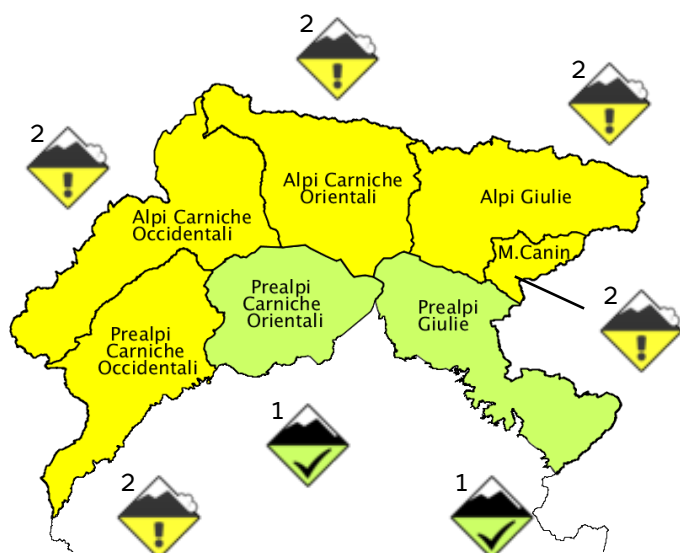 2
2
2
Alpi Carniche
Orientali
Alpi Giulie
Alpi Carniche
Occidentali
M.Canin
Prealpi
Carniche
Orientali
Prealpi
Giulie
2
Prealpi
Carniche
Occidentali
1
2
1